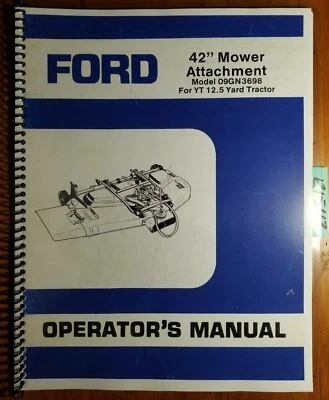 FORD
42" Mower
Attachment
Model 09GN3698
For YT 12.5 Yard Tractor
OPERATOR'S MANUAL